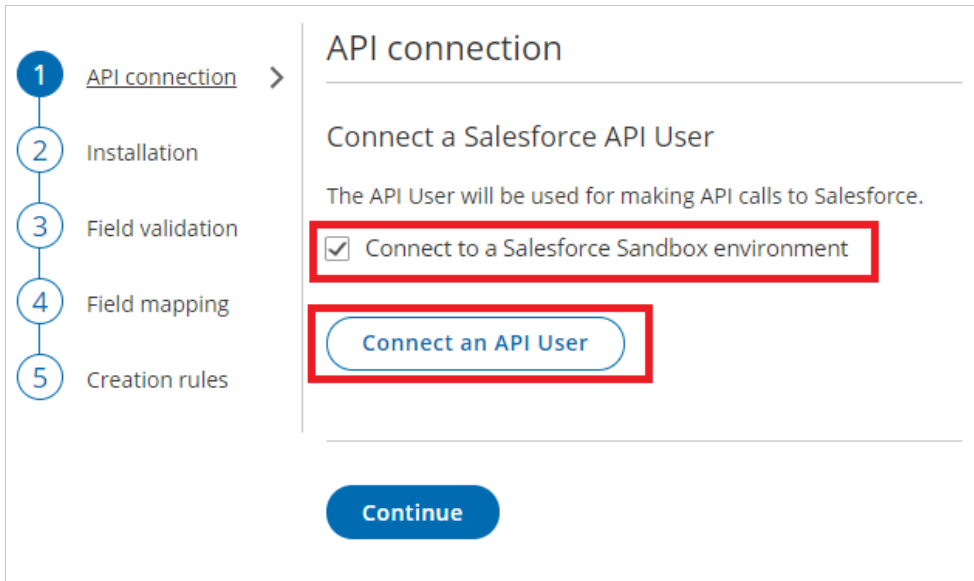 1 API connection
2 Installation
3 Field validation
4 Field mapping
5 Creation rules
API connection
Connect a Salesforce API User
The API User will be used for making API calls to Salesforce.
Connect to a Salesforce Sandbox environment
Connect an API User
Continue